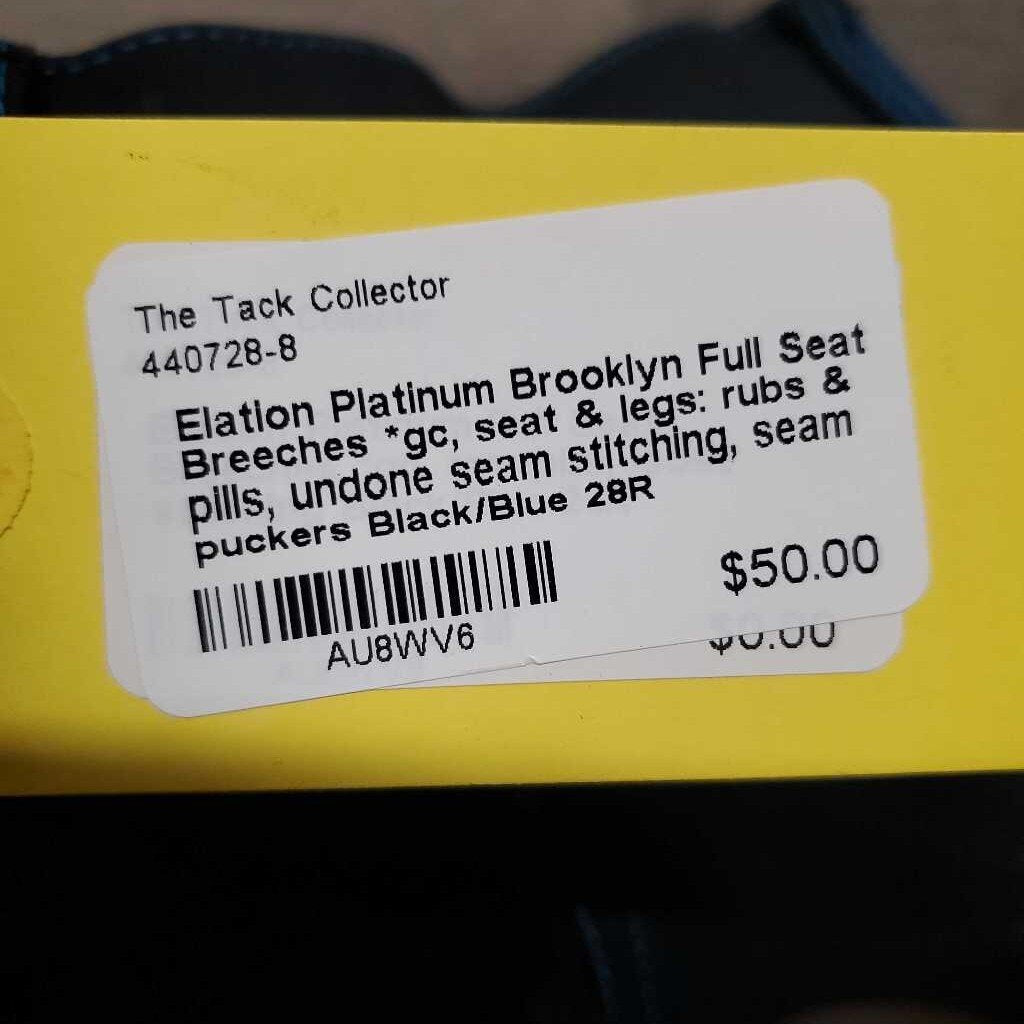 The Tack Collector
440728-8
Elation Platinum Brooklyn Full Seat
Breeches *gc, seat & legs: rubs &
pills, undone seam stitching, seam
puckers Black/Blue 28R
$50.00
AU8WV6